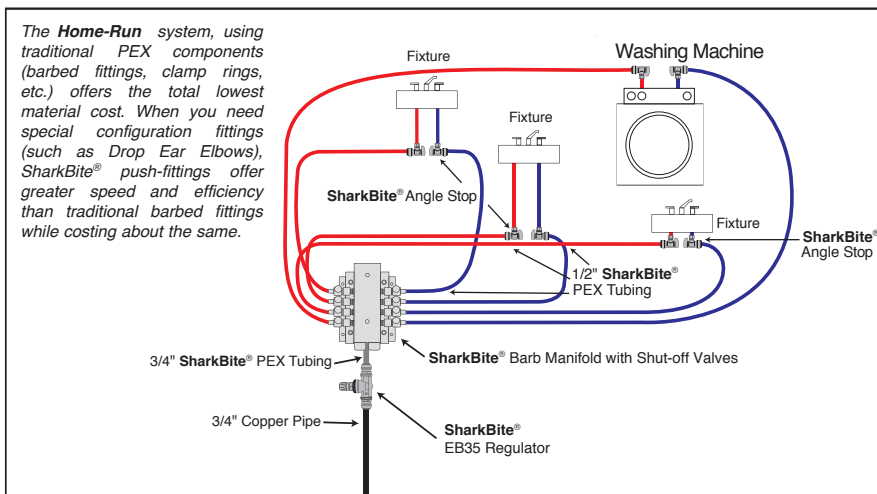 The Home-Run system, using
traditional PEX components
(barbed fittings, clamp rings,
etc.) offers the total lowest
material cost. When you need
special configuration fittings
(such as Drop Ear Elbows),
SharkBite® push-fittings offer
greater speed and efficiency
than traditional barbed fittings
while costing about the same.
Fixture
Washing Machine
Fixture
SharkBite® Angle Stop
Fixture
SharkBite®
Angle Stop
1/2" SharkBite®
PEX Tubing
3/4" SharkBite® PEX Tubing
SharkBite® Barb Manifold with Shut-off Valves
3/4" Copper Pipe
SharkBite®
EB35 Regulator